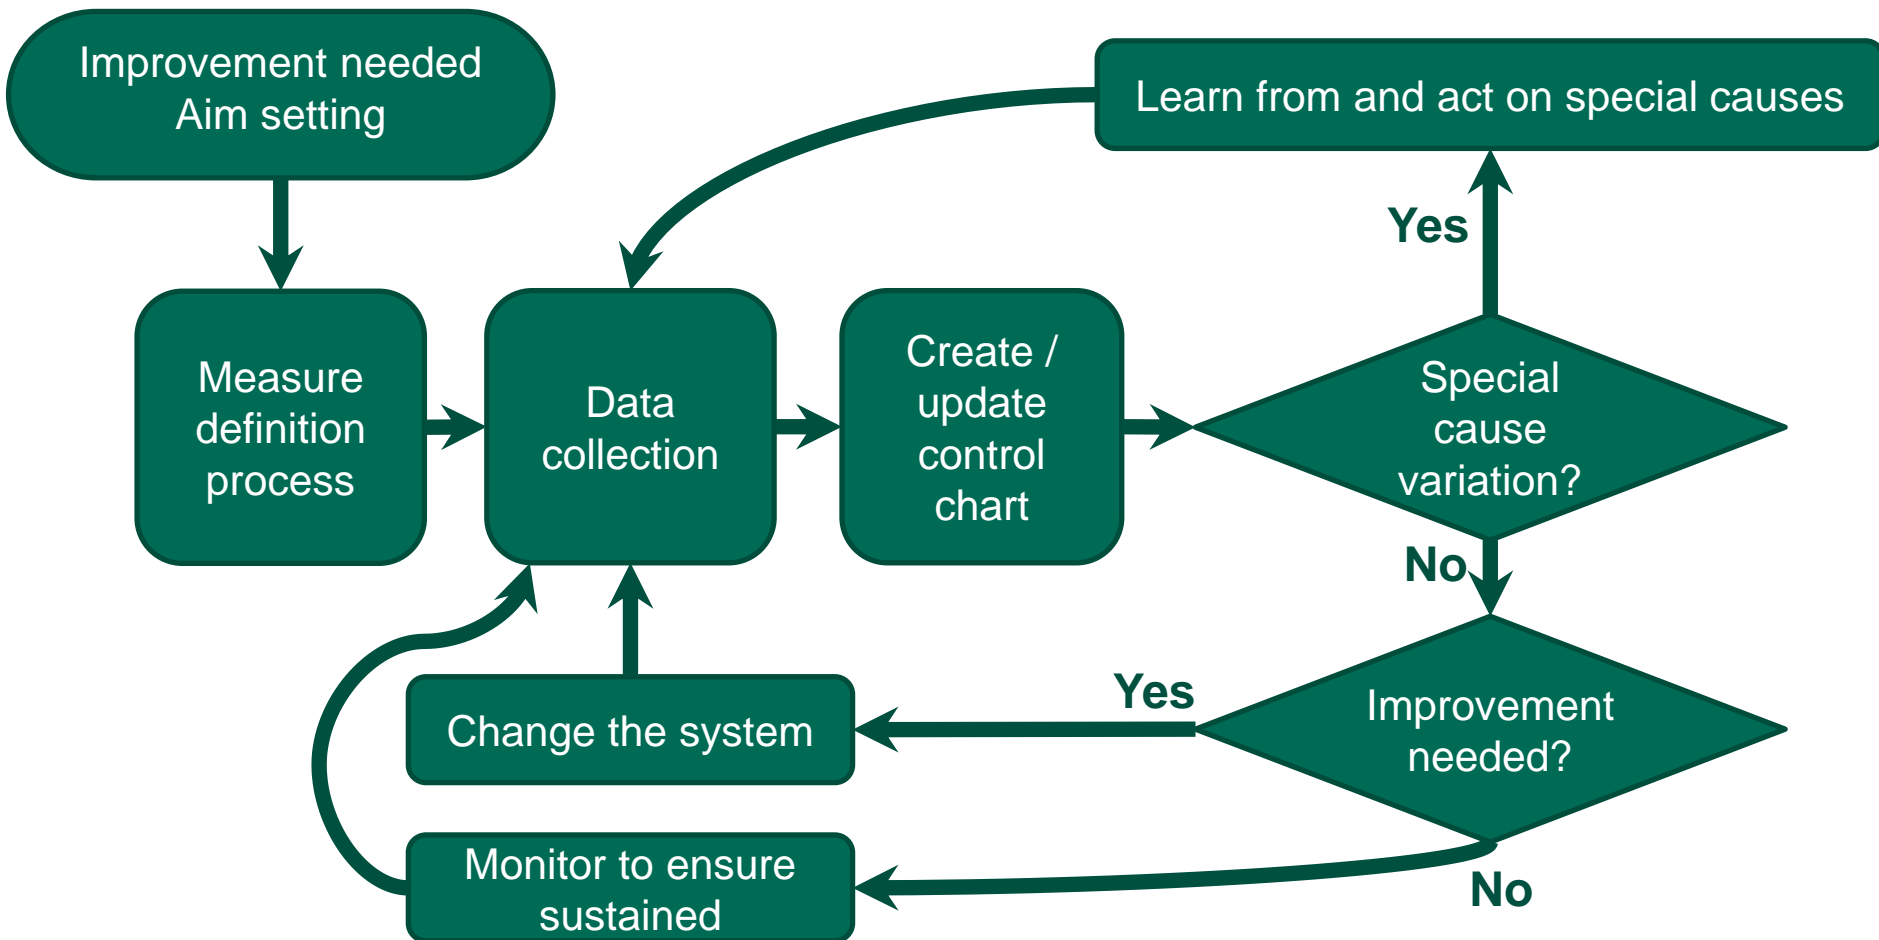 Improvement needed
Aim setting
Learn from and act on special causes
Yes
Measure
definition
process
Data
collection
Create /
update
control
chart
Special
cause
variation?
No
Yes
Improvement
needed?
Change the system
Monitor to ensure
sustained
No